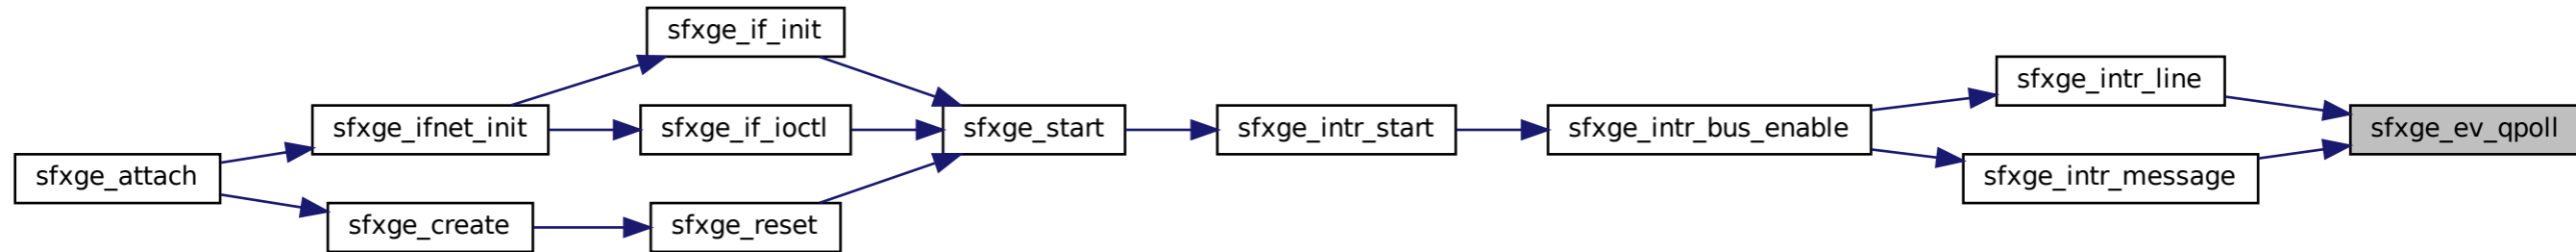 sfxge_attach
sfxge_ifnet_init
sfxge_create
sfxge_if_init
sfxge_if_ioctl
sfxge_reset
sfxge_start
sfxge_intr_start
sfxge_intr_bus_enable
sfxge_intr_line
sfxge_intr_message
sfxge_ev_qpoll